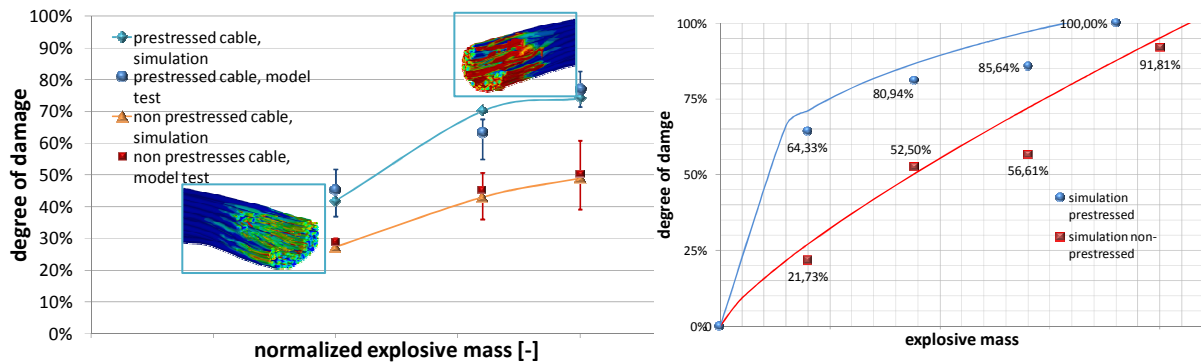 100%
90%
80%
70%
60%
50%
40%
30%
20%
10%
0%
degree of damage
prestressed cable,
simulation
prestressed cable, model
test
non prestressed cable,
simulation
non prestresses cable,
model test
normalized explosive mass [-]
100%
75%
50%
25%
0
degree of damge
100,00%
85,64%
80,94%
64,33%
91,81%
52,50%
56,61%
21,73%
simulation
prestressed
simulation non-
prestressed
explosive mass